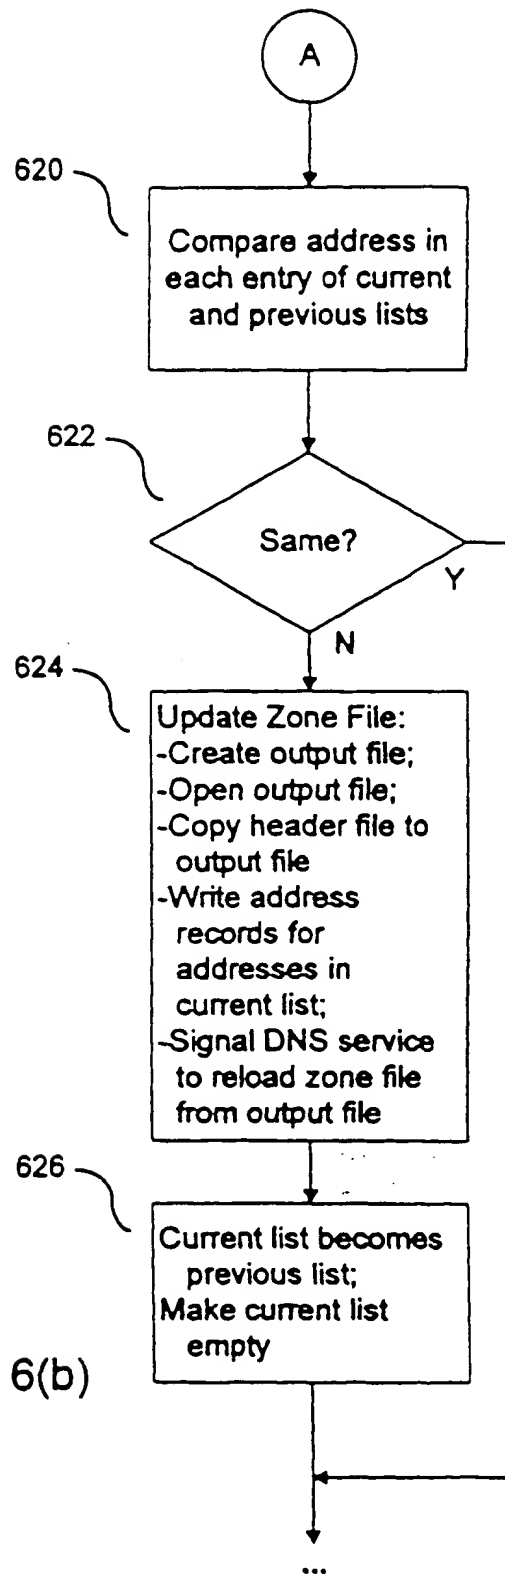 A
620
Compare address in
each entry of current
and previous lists
622
Same?
Y
N
624
Update Zone File:
-Create output file;
-Open output file;
-Copy header file to
output file
-Write address
records for
addresses in
current list;
-Signal DNS service
to reload zone file
from output file
626
Current list becomes
previous list;
Make current list
empty
6(b)
...